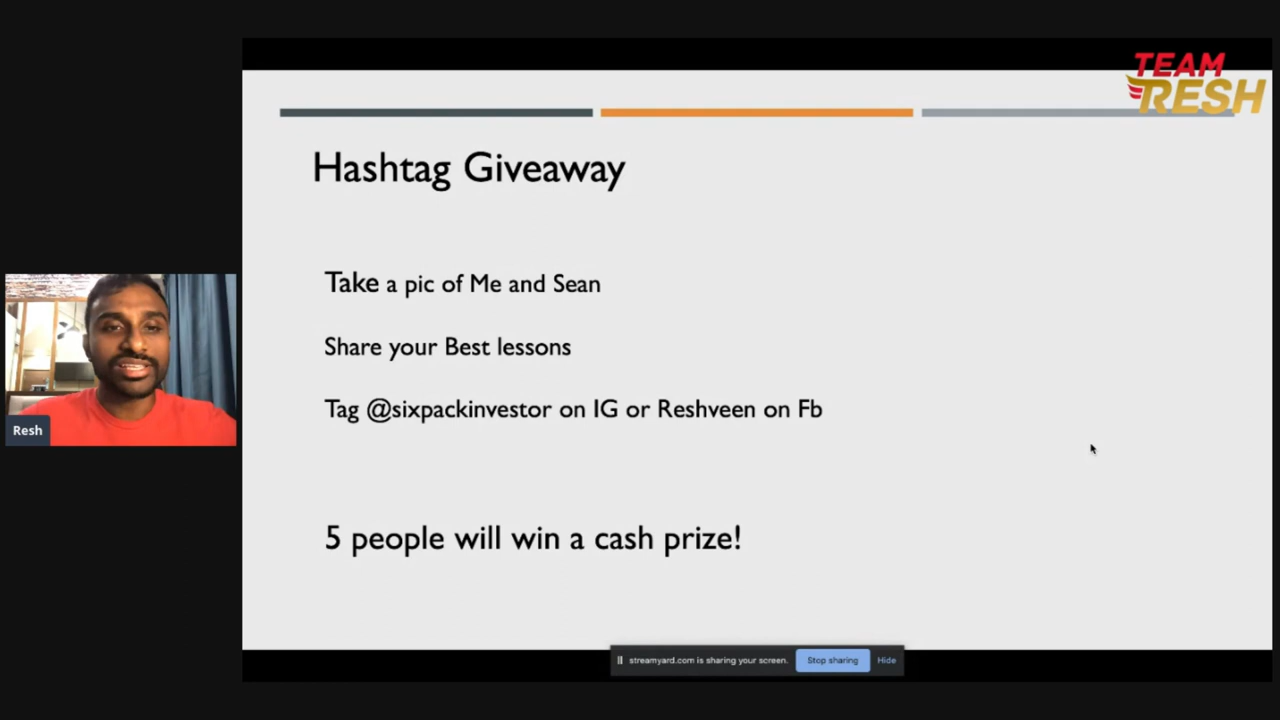 TEAM
RESH
Hashtag Giveaway
Take a pic of Me and Sean
Share your Best lessons
Tag @sixpackinvestor on IG or Reshveen on Fb
5 people will win a cash prize!
Resh
streamyard.com is sharing your screen. Stop sharing Hide